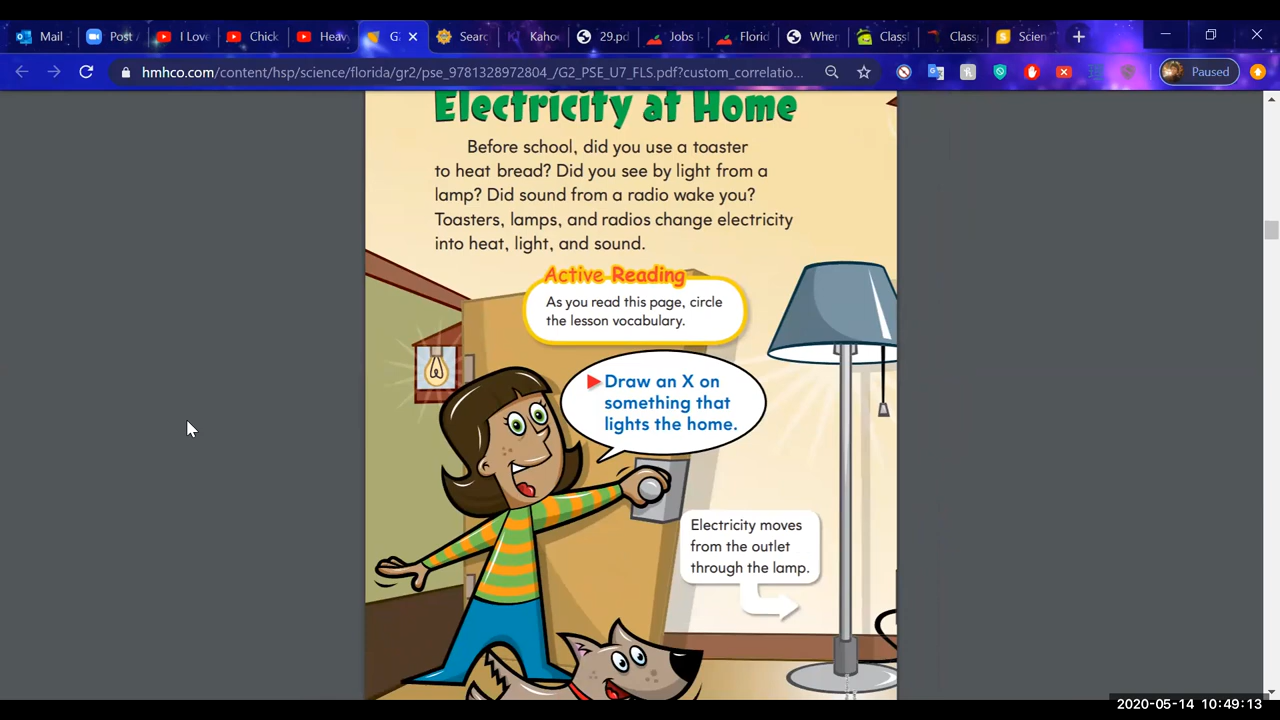 Mail
Post
I Love
Chick
Heav
G2
Searc
Kaho
29.pd
Jobs
Florid
When
Class
Class
Scien
hmhco.com/content/hsp/science/florida/gr2/pse_9781328972804_/G2_PSE_U7_FLS.pdf?custom_correlatio...
Paused
Electricity at Home
Before school, did you use a toaster
to heat bread? Did you see by light from a
lamp? Did sound from a radio wake you?
Toasters, lamps, and radios change electricity
into heat, light, and sound.
Active Reading
As you read this page, circle
the lesson vocabulary.
Draw an X on
something that
lights the home.
Electricity moves
from the outlet
through the lamp.
2020-05-14 10:49:13